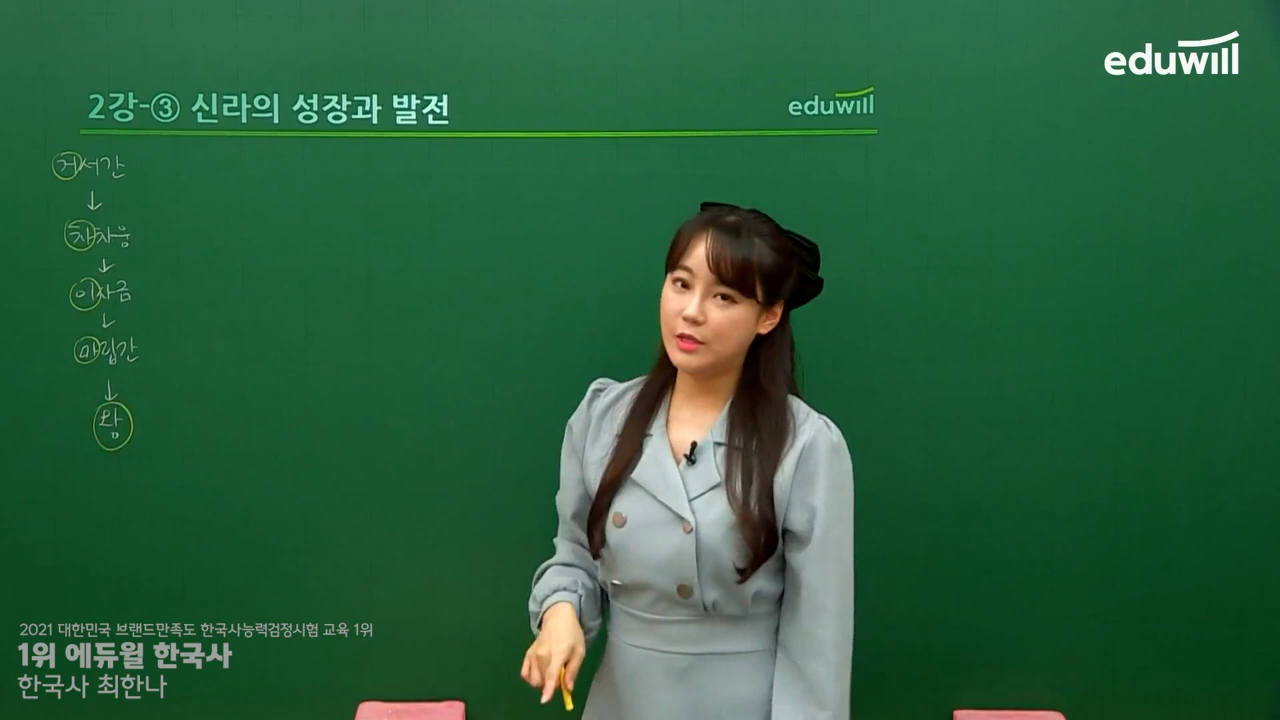 eduwill
2강-③ 신라의 성장과 발전
eduwill
거서간
↓
차차웅
↓
이사금
↓
마립간
↓
왕
2021 대한민국 브랜드만족도 한국사능력검정시험 교육 1위
1위 에듀윌 한국사
한국사 최한나